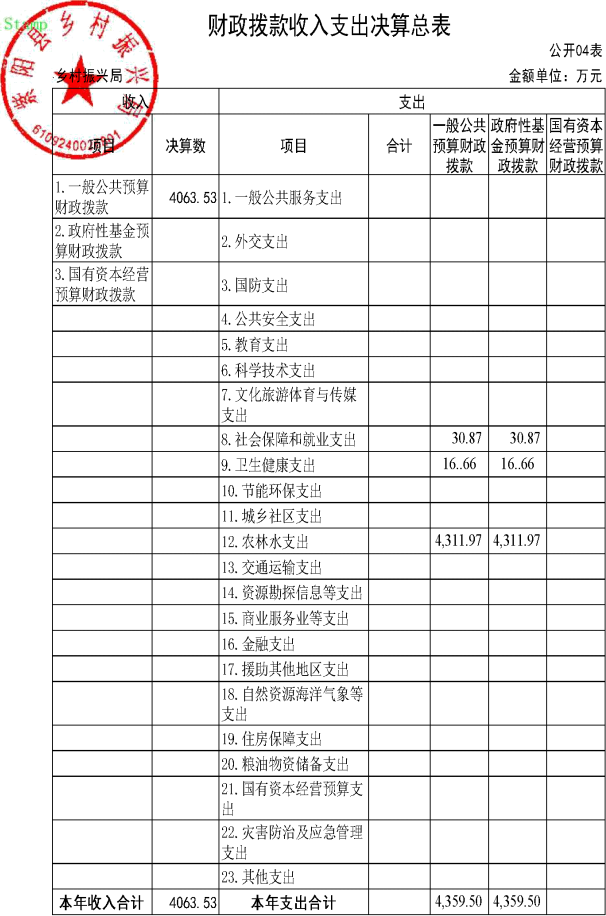 财政拨款收入支出决算总表
公开04表
Stamp
紫阳县乡村振兴局
乡村振兴局
金额单位：万元
收入
支出
项目
决算数
项目
合计
一般公共
预算财政
拨款
政府性基
金预算财
政拨款
国有资本
经营预算
财政拨款
1.一般公共预算
财政拨款
4063.53
1.一般公共服务支出
2.政府性基金预
算财政拨款
2.外交支出
3.国有资本经营
预算财政拨款
3.国防支出
4.公共安全支出
5.教育支出
6.科学技术支出
7.文化旅游体育与传媒
支出
8.社会保障和就业支出
30.87
30.87
9.卫生健康支出
16..66
16..66
10.节能环保支出
11.城乡社区支出
12.农林水支出
4,311.97
4,311.97
13.交通运输支出
14.资源勘探信息等支出
15.商业服务业等支出
16.金融支出
17.援助其他地区支出
18.自然资源海洋气象等
支出
19.住房保障支出
20.粮油物资储备支出
21.国有资本经营预算支
出
22.灾害防治及应急管理
支出
23.其他支出
本年收入合计
4063.53
本年支出合计
4,359.50
4,359.50